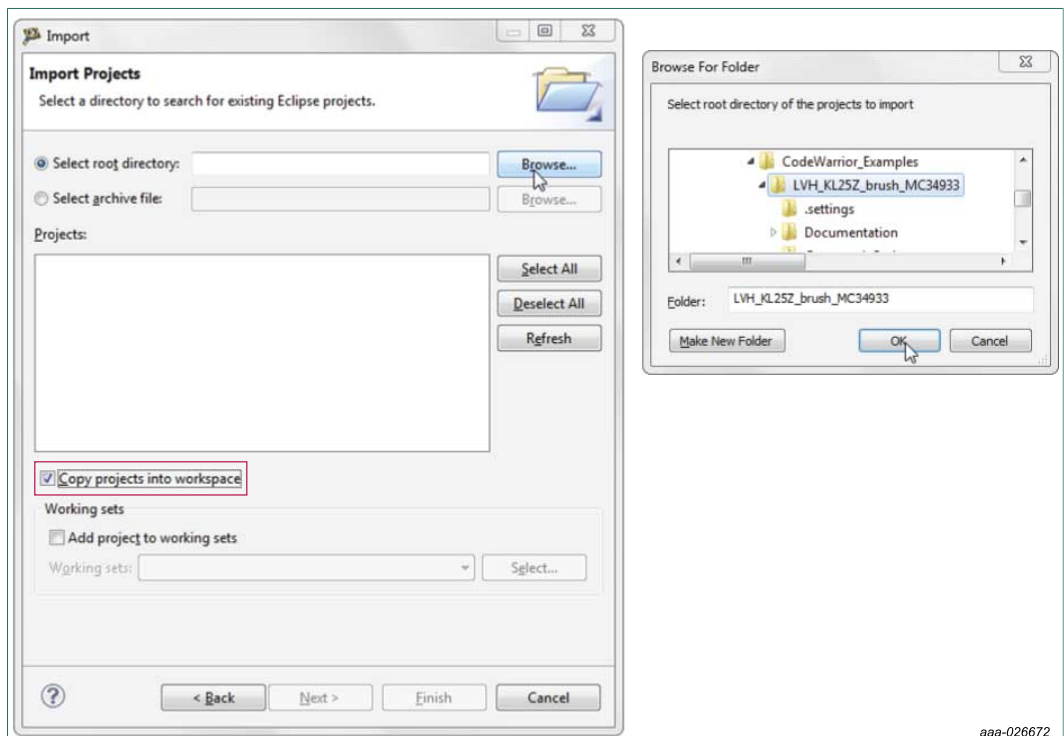 Import
Import Projects
Select a directory to search for existing Eclipse projects.
Select root directory:
Browse...
Select archive file:
Browse...
Projects:
Select All
Deselect All
Refresh
Copy projects into workspace
Working sets
Add project to working sets
Working sets:
Select...
< Back
Next >
Finish
Cancel
Browse For Folder
Select root directory of the projects to import
CodeWarrior_Examples
LVH_KL25Z_brush_MC34933
.settings
Documentation
Folder:
LVH_KL25Z_brush_MC34933
Make New Folder
OK
Cancel
aaa-026672